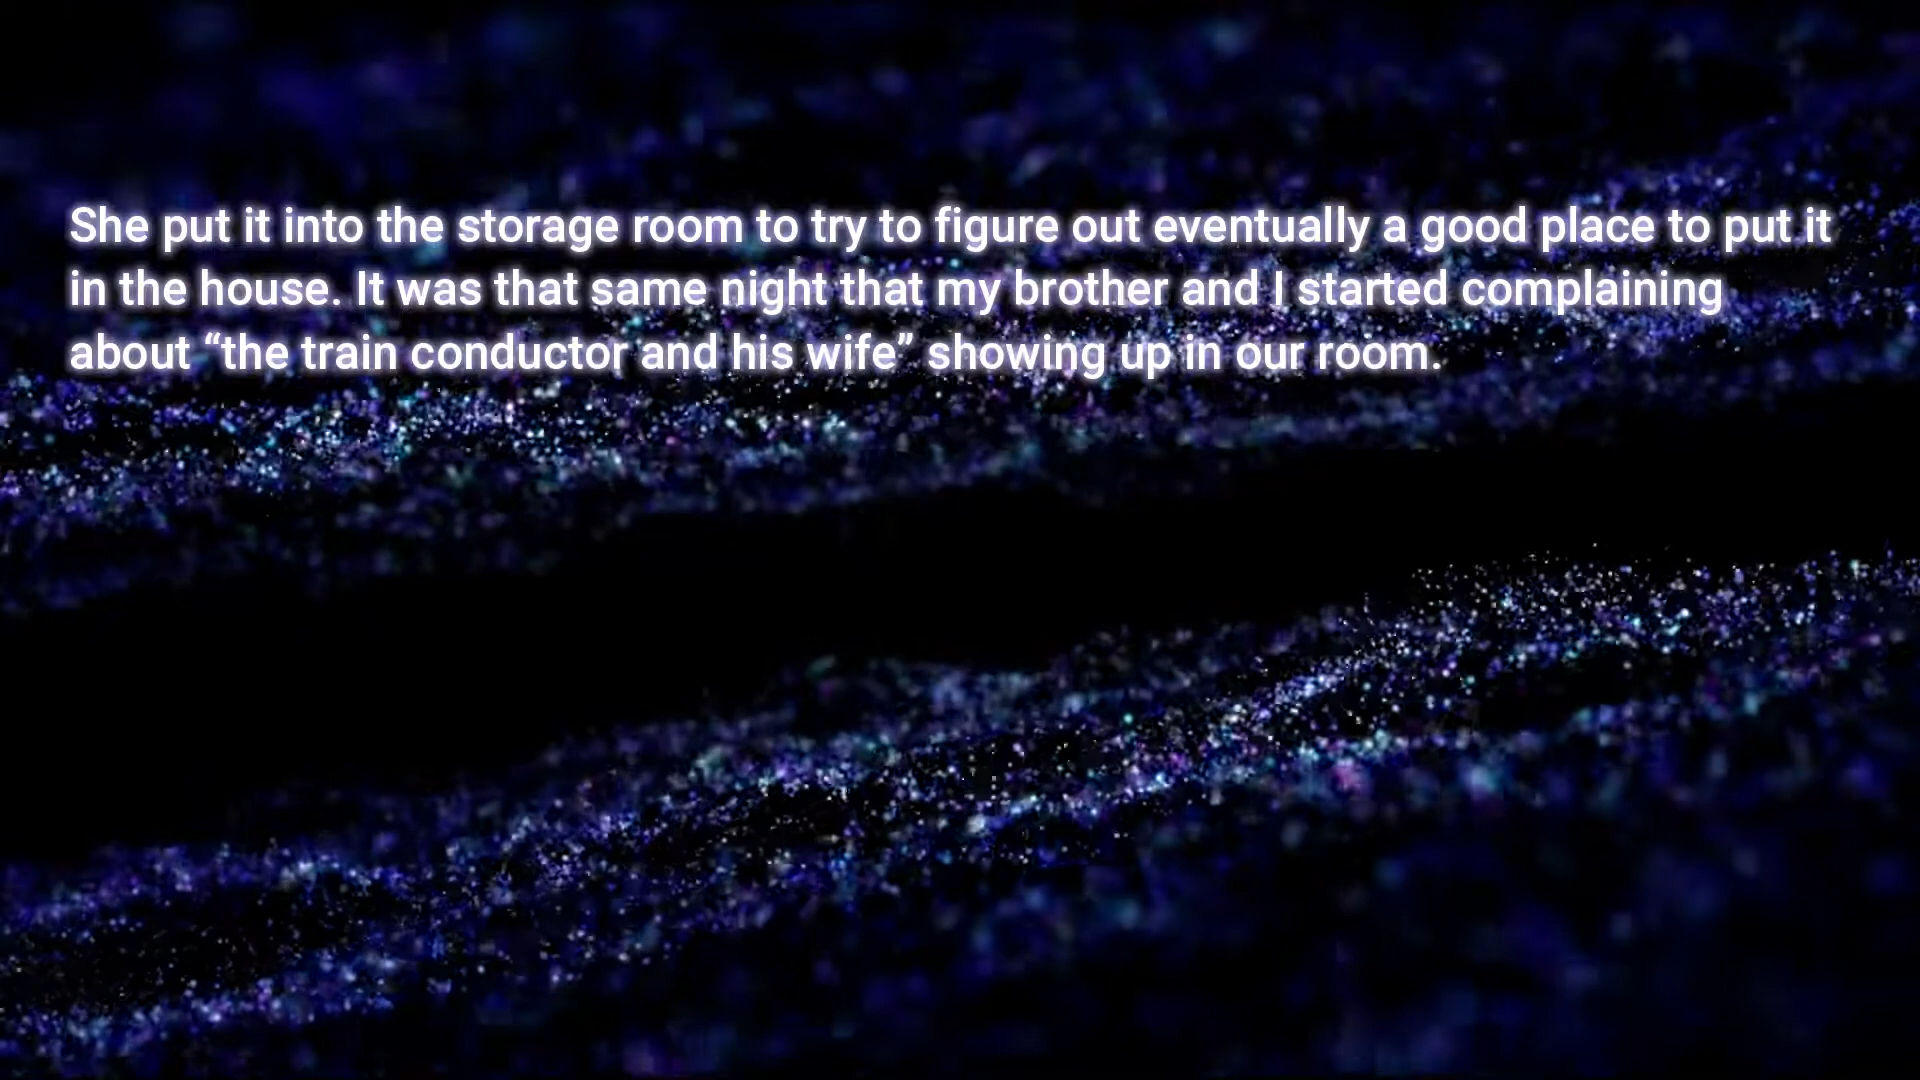 She put it into the storage room to try to figure out eventually a good place to put it
in the house. It was that same night that my brother and I started complaining
about “the train conductor and his wife” showing up in our room.